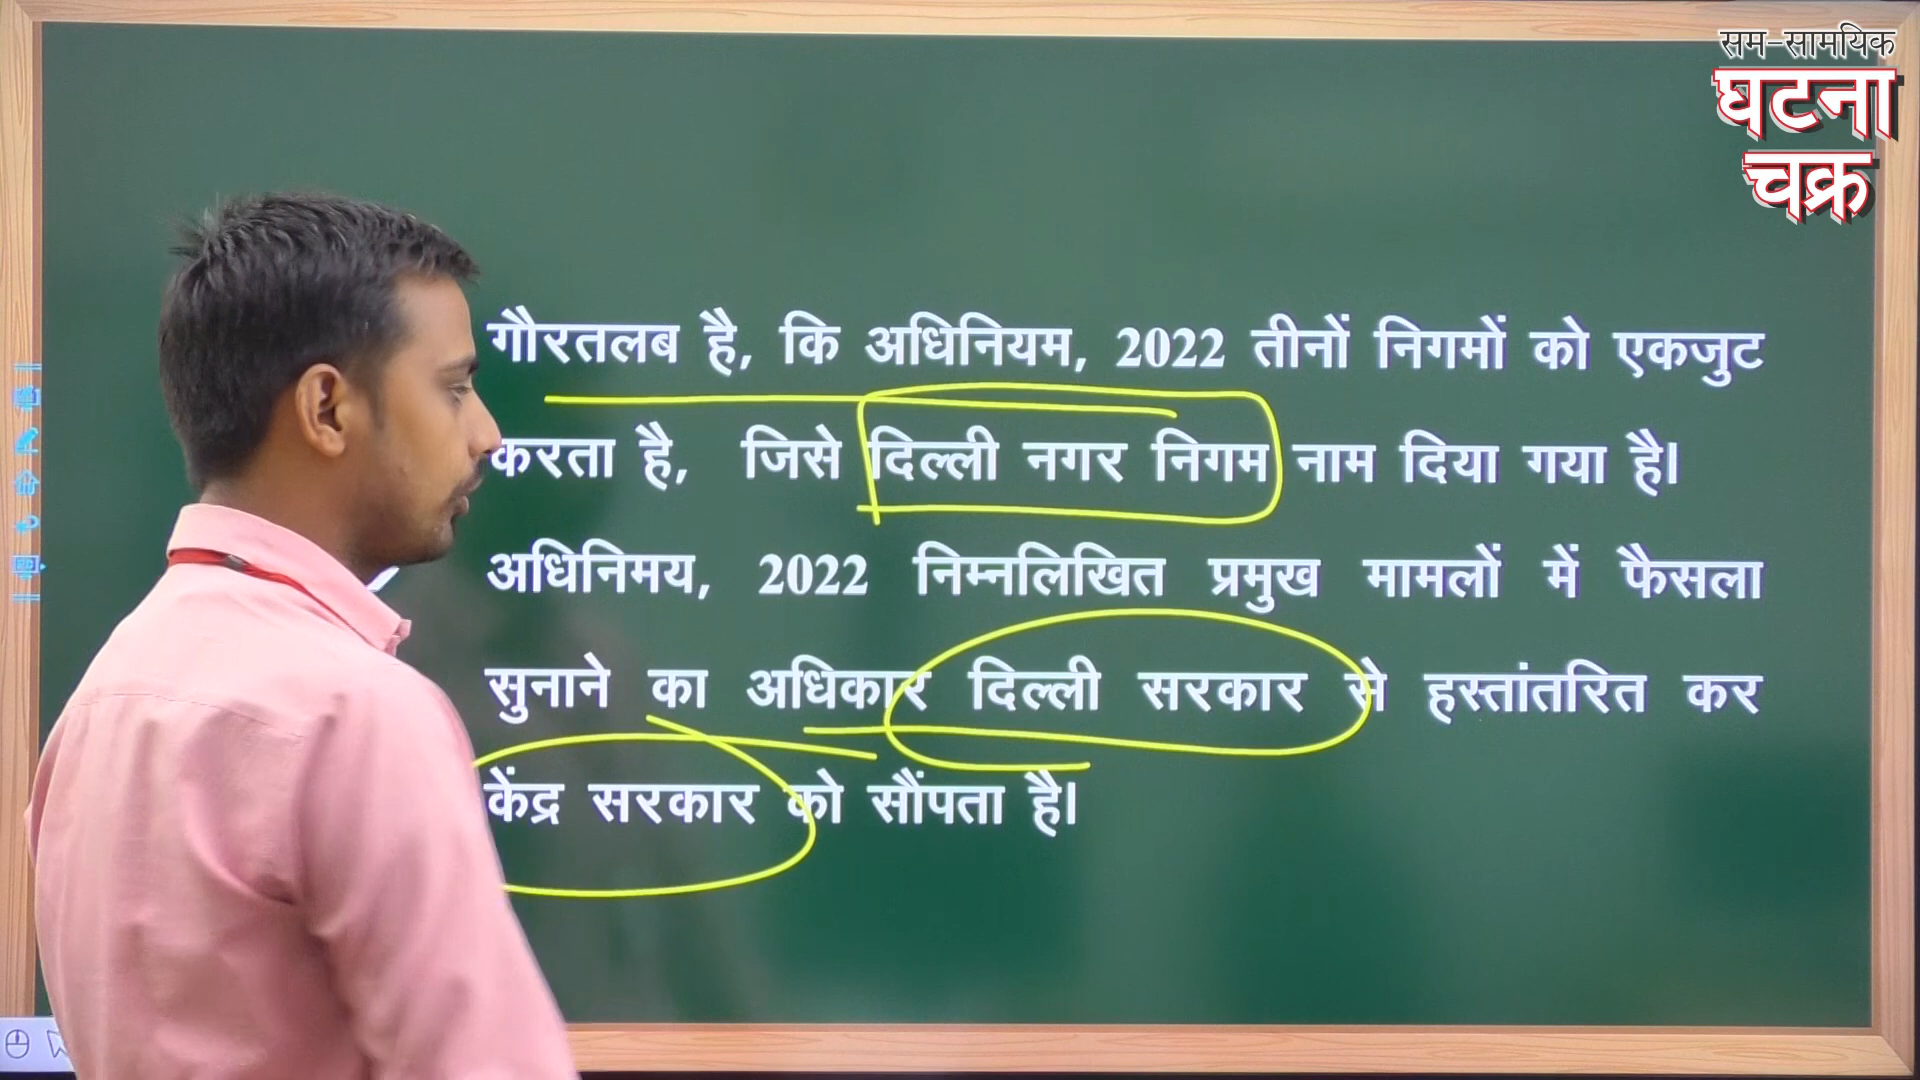 सम-सामयिक
घटना
चक्र
गौरतलब है, कि अधिनियम, 2022 तीनों निगमों को एकजुट
करता है, जिसे दिल्ली नगर निगम नाम दिया गया है।
अधिनिमय, 2022 निम्नलिखित प्रमुख मामलों में फैसला
सुनाने का अधिकार दिल्ली सरकार से हस्तांतरित कर
केंद्र सरकार को सौंपता है।